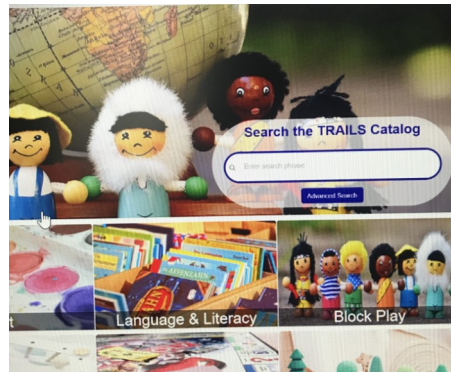 Search the TRAILS Catalog
Enter search phrase
Advanced Search
t
Language & Literacy
Block Play